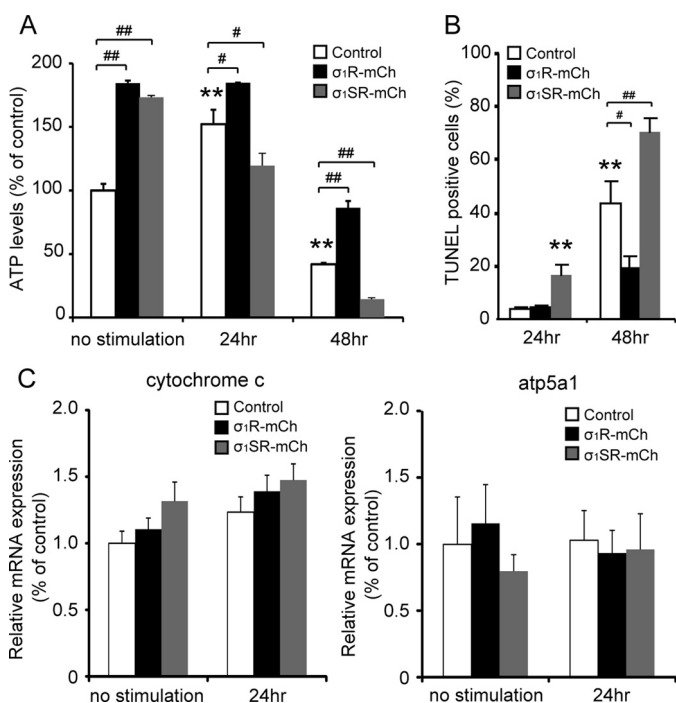 A
ATP levels (% of control)
200
150
100
50
0
##
##
#
#
**
##
##
**
Control
σ₁R-mCh
σ₁SR-mCh
no stimulation 24hr 48hr
B
TUNEL positive cells (%)
100
80
60
40
20
0
Control
σ₁R-mCh
σ₁SR-mCh
##
#
**
**
24hr 48hr
C
cytochrome c
Relative mRNA expression
(% of control)
2.0
1.5
1.0
0.5
0
Control
σ₁R-mCh
σ₁SR-mCh
no stimulation 24hr
atp5a1
Relative mRNA expression
(% of control)
2.0
1.5
1.0
0.5
0
Control
σ₁R-mCh
σ₁SR-mCh
no stimulation 24hr